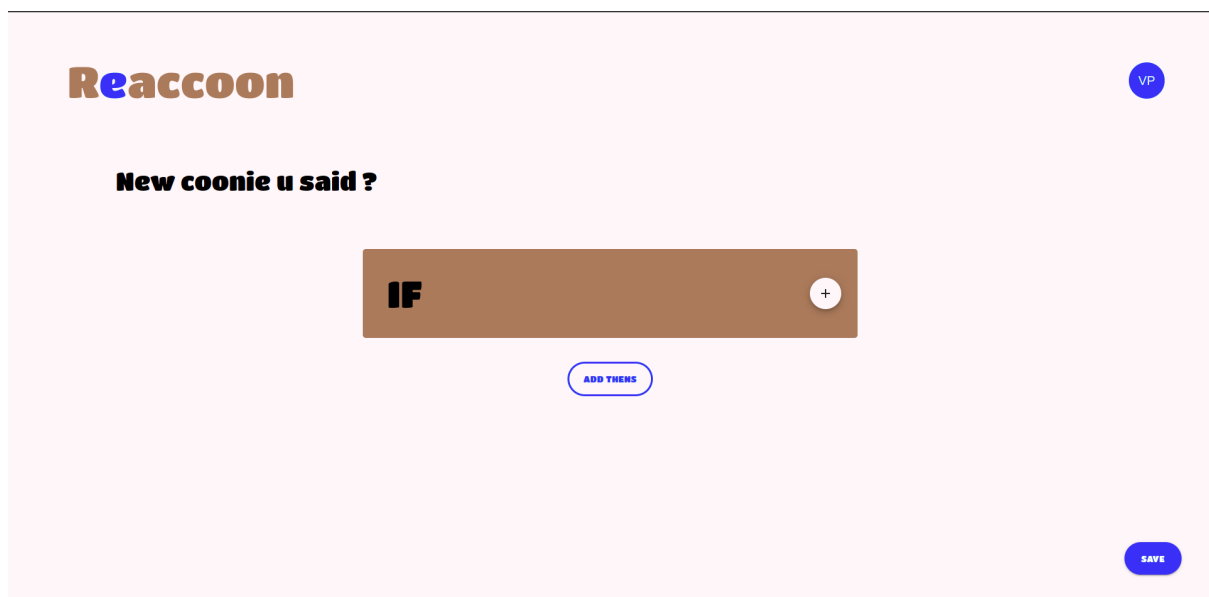 Reaccoon
VP
New coonie u said ?
IF
+
ADD THENS
SAVE